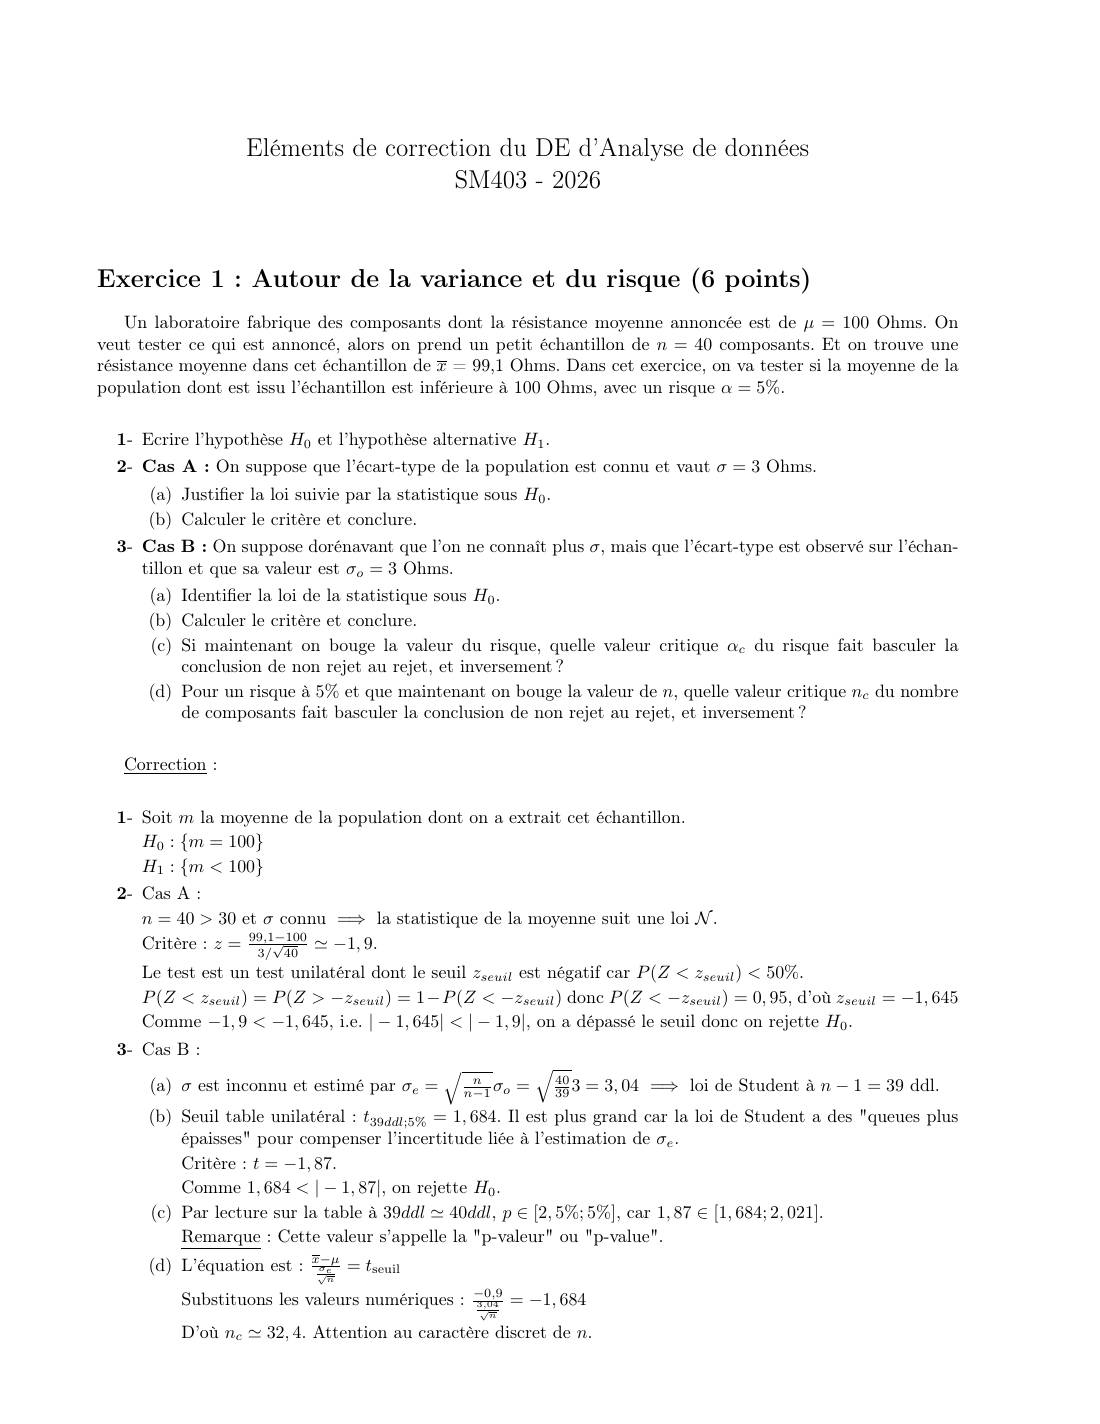 Eléments de correction du DE d'Analyse de données
SM403 - 2026
Exercice 1 : Autour de la variance et du risque (6 points)
Un laboratoire fabrique des composants dont la résistance moyenne annoncée est de μ = 100 Ohms. On
veut tester ce qui est annoncé, alors on prend un petit échantillon de n = 40 composants. Et on trouve une
résistance moyenne dans cet échantillon de x̅ = 99,1 Ohms. Dans cet exercice, on va tester si la moyenne de la
population dont est issu l'échantillon est inférieure à 100 Ohms, avec un risque α = 5%.
1- Ecrire l'hypothèse H₀ et l'hypothèse alternative H₁.
2- Cas A : On suppose que l'écart-type de la population est connu et vaut σ = 3 Ohms.
(a) Justifier la loi suivie par la statistique sous H₀.
(b) Calculer le critère et conclure.
3- Cas B : On suppose dorénavant que l'on ne connaît plus σ, mais que l'écart-type est observé sur l'échan-
tillon et que sa valeur est σₒ = 3 Ohms.
(a) Identifier la loi de la statistique sous H₀.
(b) Calculer le critère et conclure.
(c) Si maintenant on bouge la valeur du risque, quelle valeur critique α_c du risque fait basculer la
conclusion de non rejet au rejet, et inversement ?
(d) Pour un risque à 5% et que maintenant on bouge la valeur de n, quelle valeur critique n_c du nombre
de composants fait basculer la conclusion de non rejet au rejet, et inversement ?
Correction :
1- Soit m la moyenne de la population dont on a extrait cet échantillon.
H₀ : {m = 100}
H₁ : {m < 100}
2- Cas A :
n = 40 > 30 et σ connu ⟹ la statistique de la moyenne suit une loi 𝒩.
Critère : z = (99,1−100)/(3/√40) ≃ −1, 9.
Le test est un test unilatéral dont le seuil z_seuil est négatif car P(Z < z_seuil) < 50%.
P(Z < z_seuil) = P(Z > −z_seuil) = 1−P(Z < −z_seuil) donc P(Z < −z_seuil) = 0, 95, d'où z_seuil = −1, 645
Comme −1, 9 < −1, 645, i.e. | − 1, 645| < | − 1, 9|, on a dépassé le seuil donc on rejette H₀.
3- Cas B :
(a) σ est inconnu et estimé par σₑ = √(n/(n−1)) σₒ = √(40/39) 3 = 3, 04 ⟹ loi de Student à n − 1 = 39 ddl.
(b) Seuil table unilatéral : t_39ddl;5% = 1, 684. Il est plus grand car la loi de Student a des "queues plus
épaisses" pour compenser l'incertitude liée à l'estimation de σₑ.
Critère : t = −1, 87.
Comme 1, 684 < | − 1, 87|, on rejette H₀.
(c) Par lecture sur la table à 39ddl ≃ 40ddl, p ∈ [2, 5%; 5%], car 1, 87 ∈ [1, 684; 2, 021].
Remarque : Cette valeur s'appelle la "p-valeur" ou "p-value".
(d) L'équation est : (x̅−μ)/(σₑ/√n) = t_seuil
Substituons les valeurs numériques : −0,9/(3,04/√n) = −1, 684
D'où n_c ≃ 32, 4. Attention au caractère discret de n.